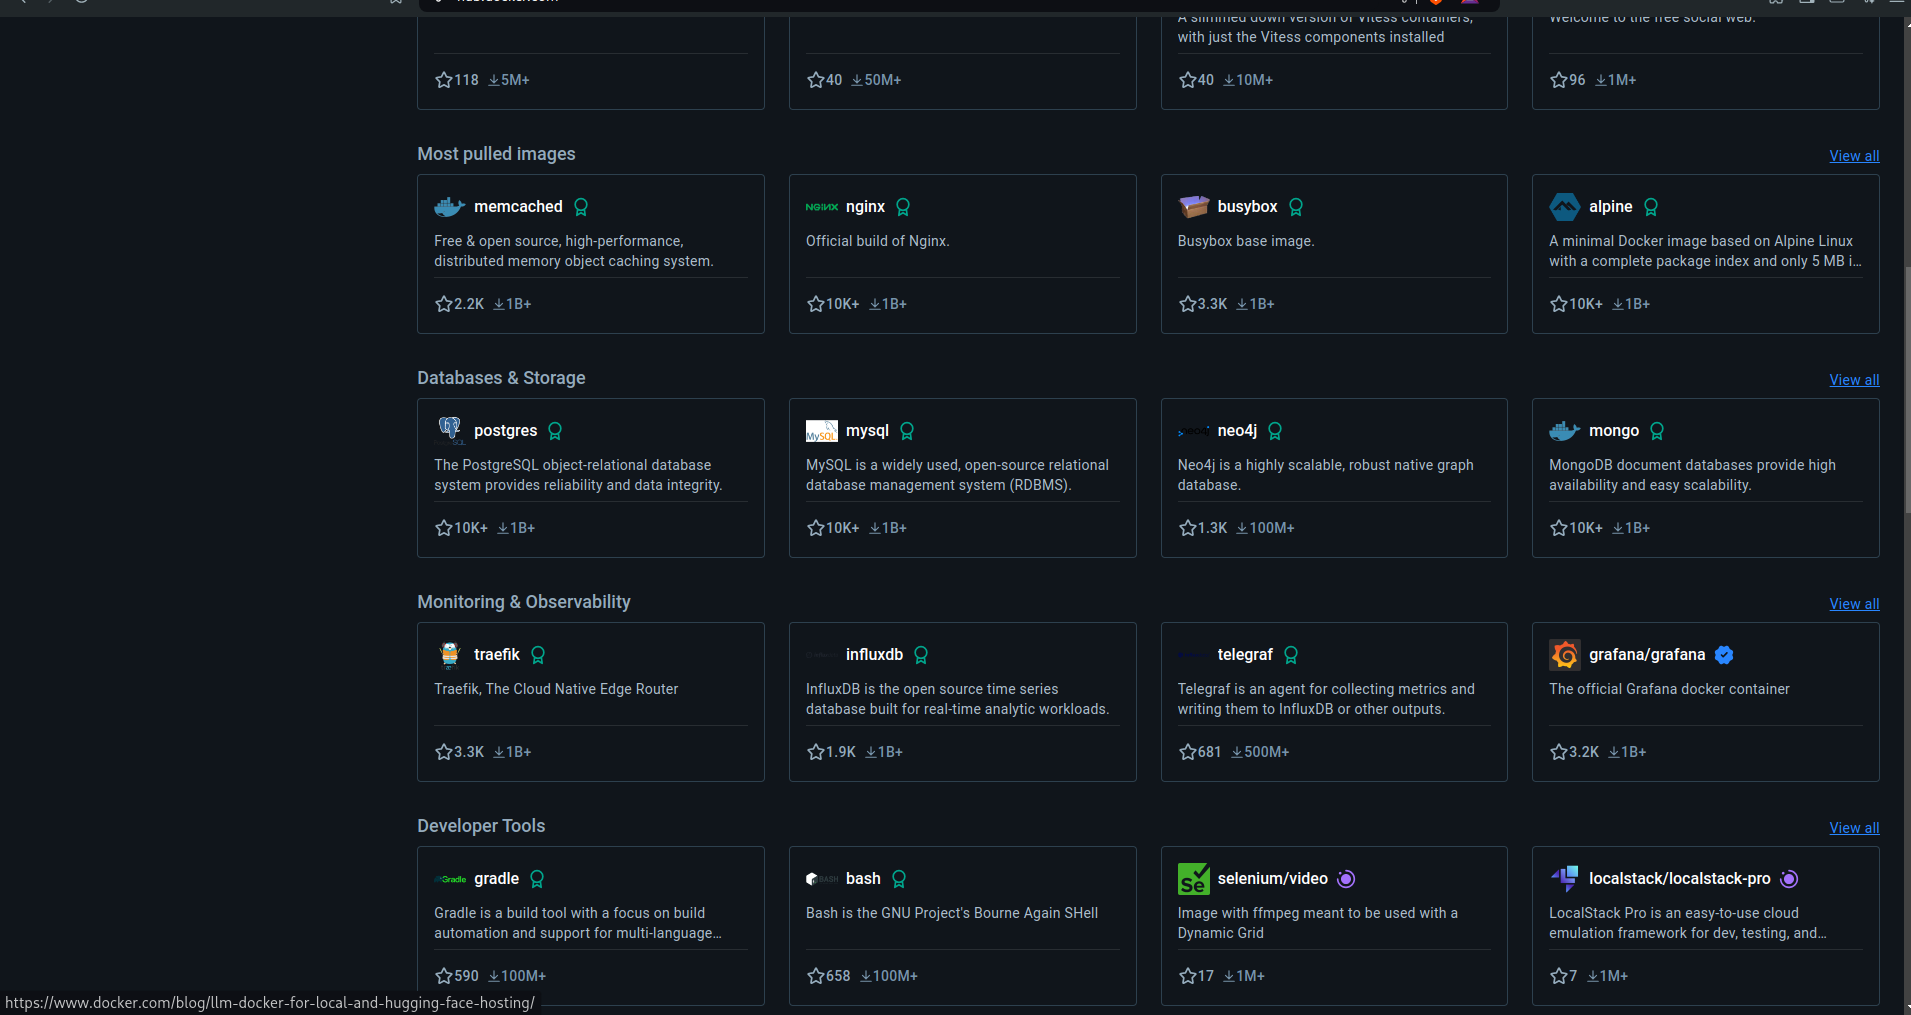 A slimmed down version of Vitess containers,
with just the Vitess components installed
Welcome to the free social web.
118 5M+
40 50M+
40 10M+
96 1M+
Most pulled images
View all
memcached
Free & open source, high-performance,
distributed memory object caching system.
2.2K 1B+
NGINX nginx
Official build of Nginx.
10K+ 1B+
busybox
Busybox base image.
3.3K 1B+
alpine
A minimal Docker image based on Alpine Linux
with a complete package index and only 5 MB i...
10K+ 1B+
Databases & Storage
View all
postgres
The PostgreSQL object-relational database
system provides reliability and data integrity.
10K+ 1B+
MySQL mysql
MySQL is a widely used, open-source relational
database management system (RDBMS).
10K+ 1B+
neo4j neo4j
Neo4j is a highly scalable, robust native graph
database.
1.3K 100M+
mongo
MongoDB document databases provide high
availability and easy scalability.
10K+ 1B+
Monitoring & Observability
View all
traefik
Traefik, The Cloud Native Edge Router
3.3K 1B+
influxdb
InfluxDB is the open source time series
database built for real-time analytic workloads.
1.9K 1B+
telegraf
Telegraf is an agent for collecting metrics and
writing them to InfluxDB or other outputs.
681 500M+
grafana/grafana
The official Grafana docker container
3.2K 1B+
Developer Tools
View all
Gradle gradle
Gradle is a build tool with a focus on build
automation and support for multi-language...
590 100M+
BASH bash
Bash is the GNU Project's Bourne Again SHell
658 100M+
Se selenium/video
Image with ffmpeg meant to be used with a
Dynamic Grid
17 1M+
localstack/localstack-pro
LocalStack Pro is an easy-to-use cloud
emulation framework for dev, testing, and...
7 1M+
https://www.docker.com/blog/llm-docker-for-local-and-hugging-face-hosting/